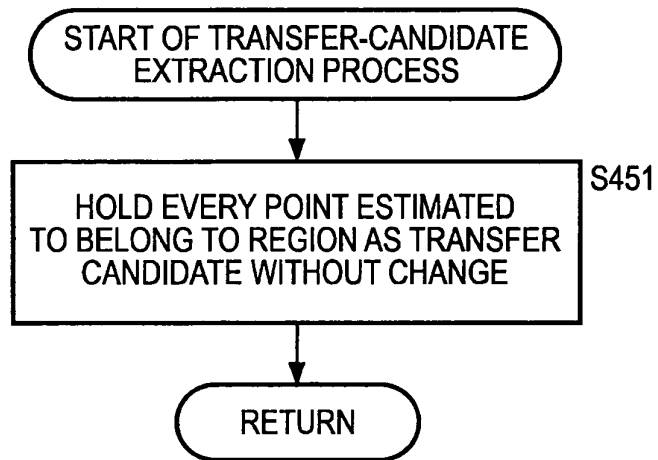 START OF TRANSFER-CANDIDATE
EXTRACTION PROCESS
S451
HOLD EVERY POINT ESTIMATED
TO BELONG TO REGION AS TRANSFER
CANDIDATE WITHOUT CHANGE
RETURN